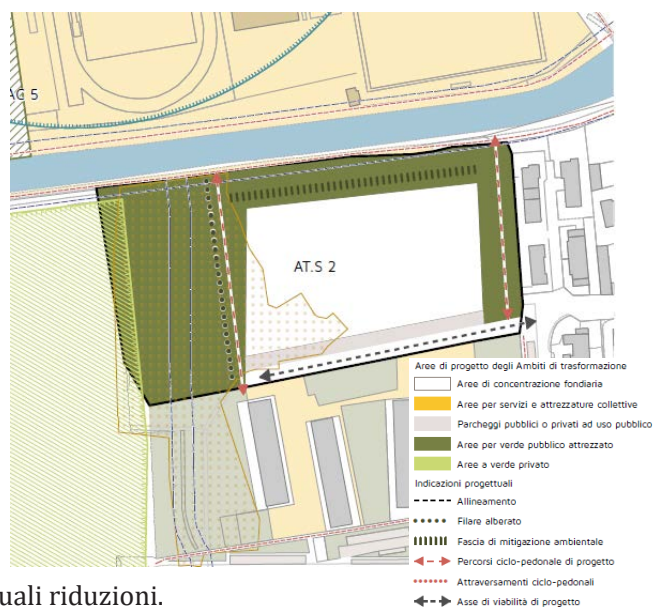 AG 5
AT.S 2
Aree di progetto degli Ambiti di trasformazione
Aree di concentrazione fondiaria
Aree per servizi e attrezzature collettive
Parcheggi pubblici o privati ad uso pubblico
Aree per verde pubblico attrezzato
Aree a verde privato
Indicazioni progettuali
Allineamento
Filare alberato
Fascia di mitigazione ambientale
Percorsi ciclo-pedonale di progetto
Attraversamenti ciclo-pedonali
Asse di viabilità di progetto
uali riduzioni.